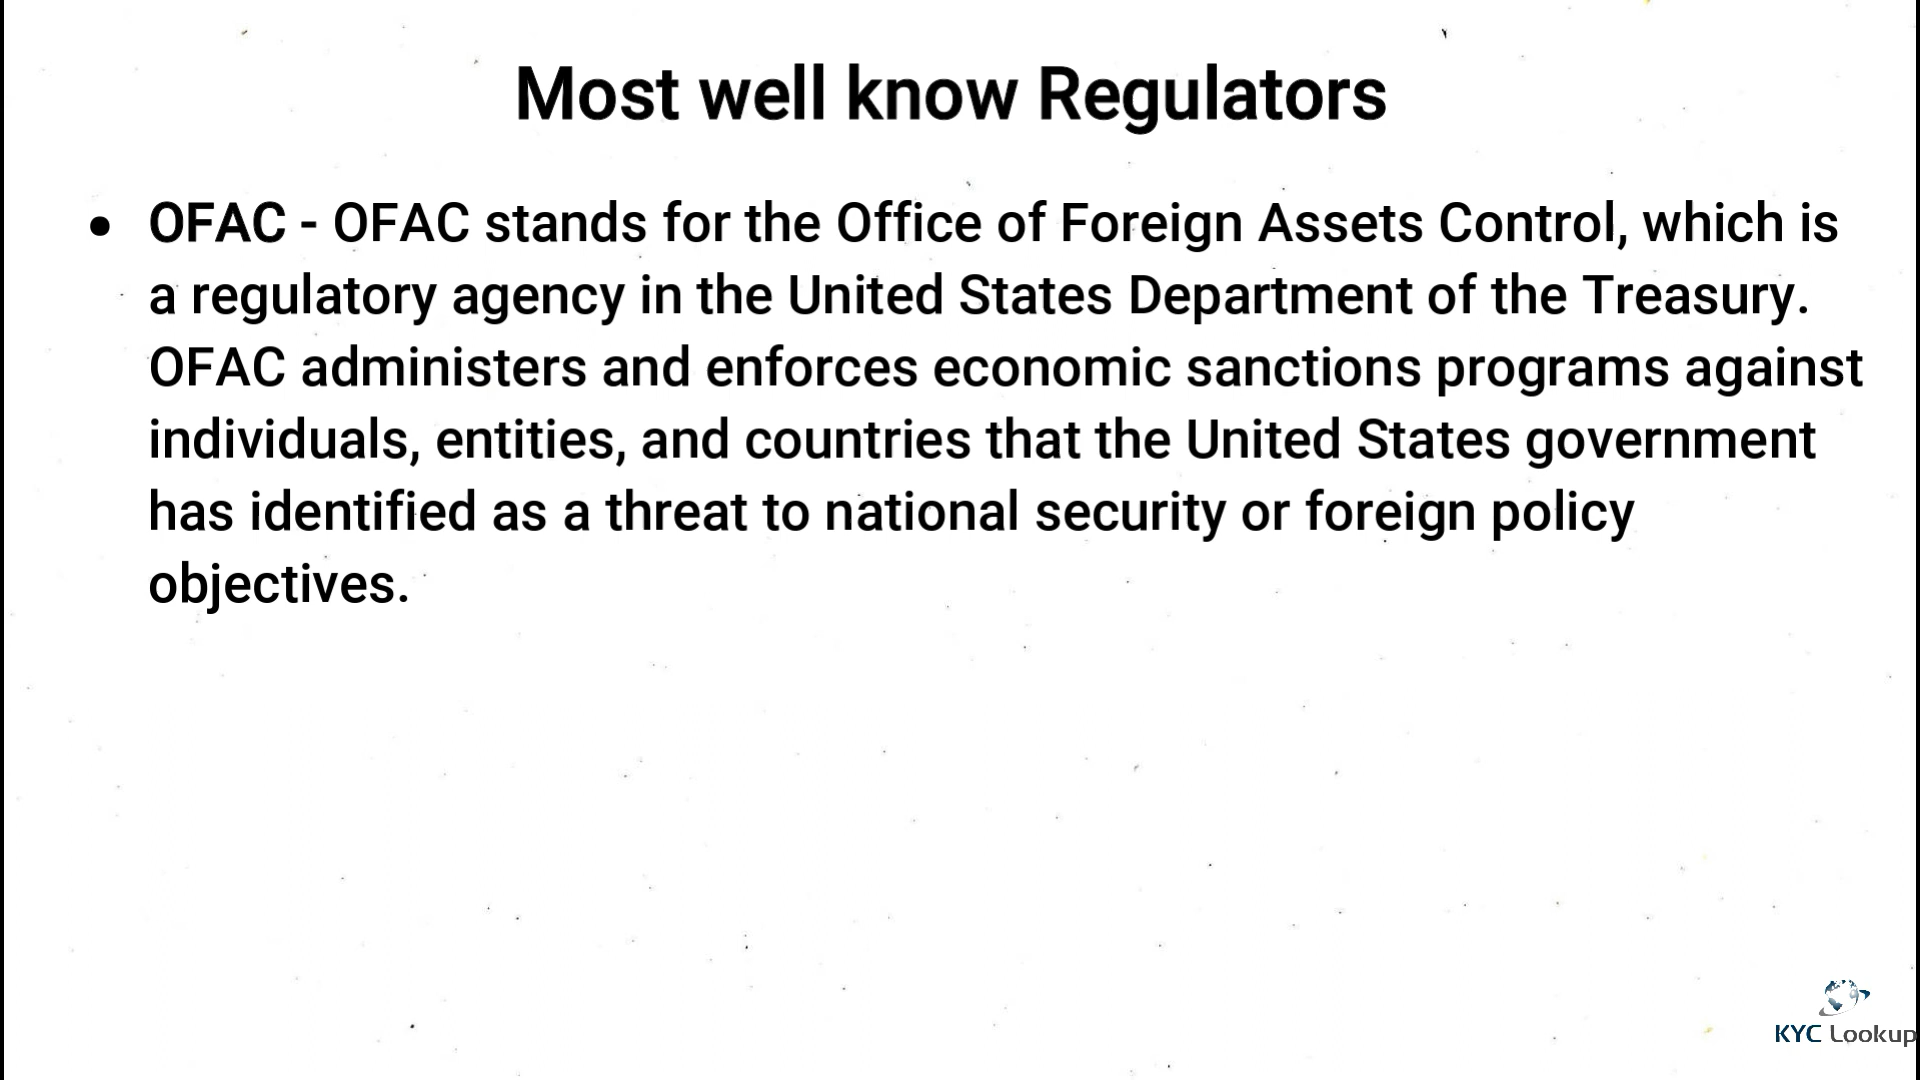 Most well know Regulators
• OFAC - OFAC stands for the Office of Foreign Assets Control, which is
a regulatory agency in the United States Department of the Treasury.
OFAC administers and enforces economic sanctions programs against
individuals, entities, and countries that the United States government
has identified as a threat to national security or foreign policy
objectives.
KYC Lookup